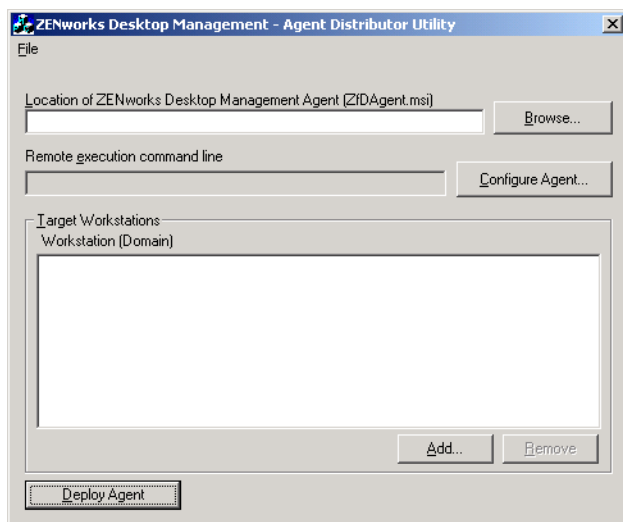 ZENworks Desktop Management - Agent Distributor Utility
File
Location of ZENworks Desktop Management Agent (ZfDAgent.msi)
Browse...
Remote execution command line
Configure Agent...
Target Workstations
Workstation (Domain)
Add...
Remove
Deploy Agent